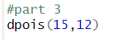 #part 3
dpois(15,12)